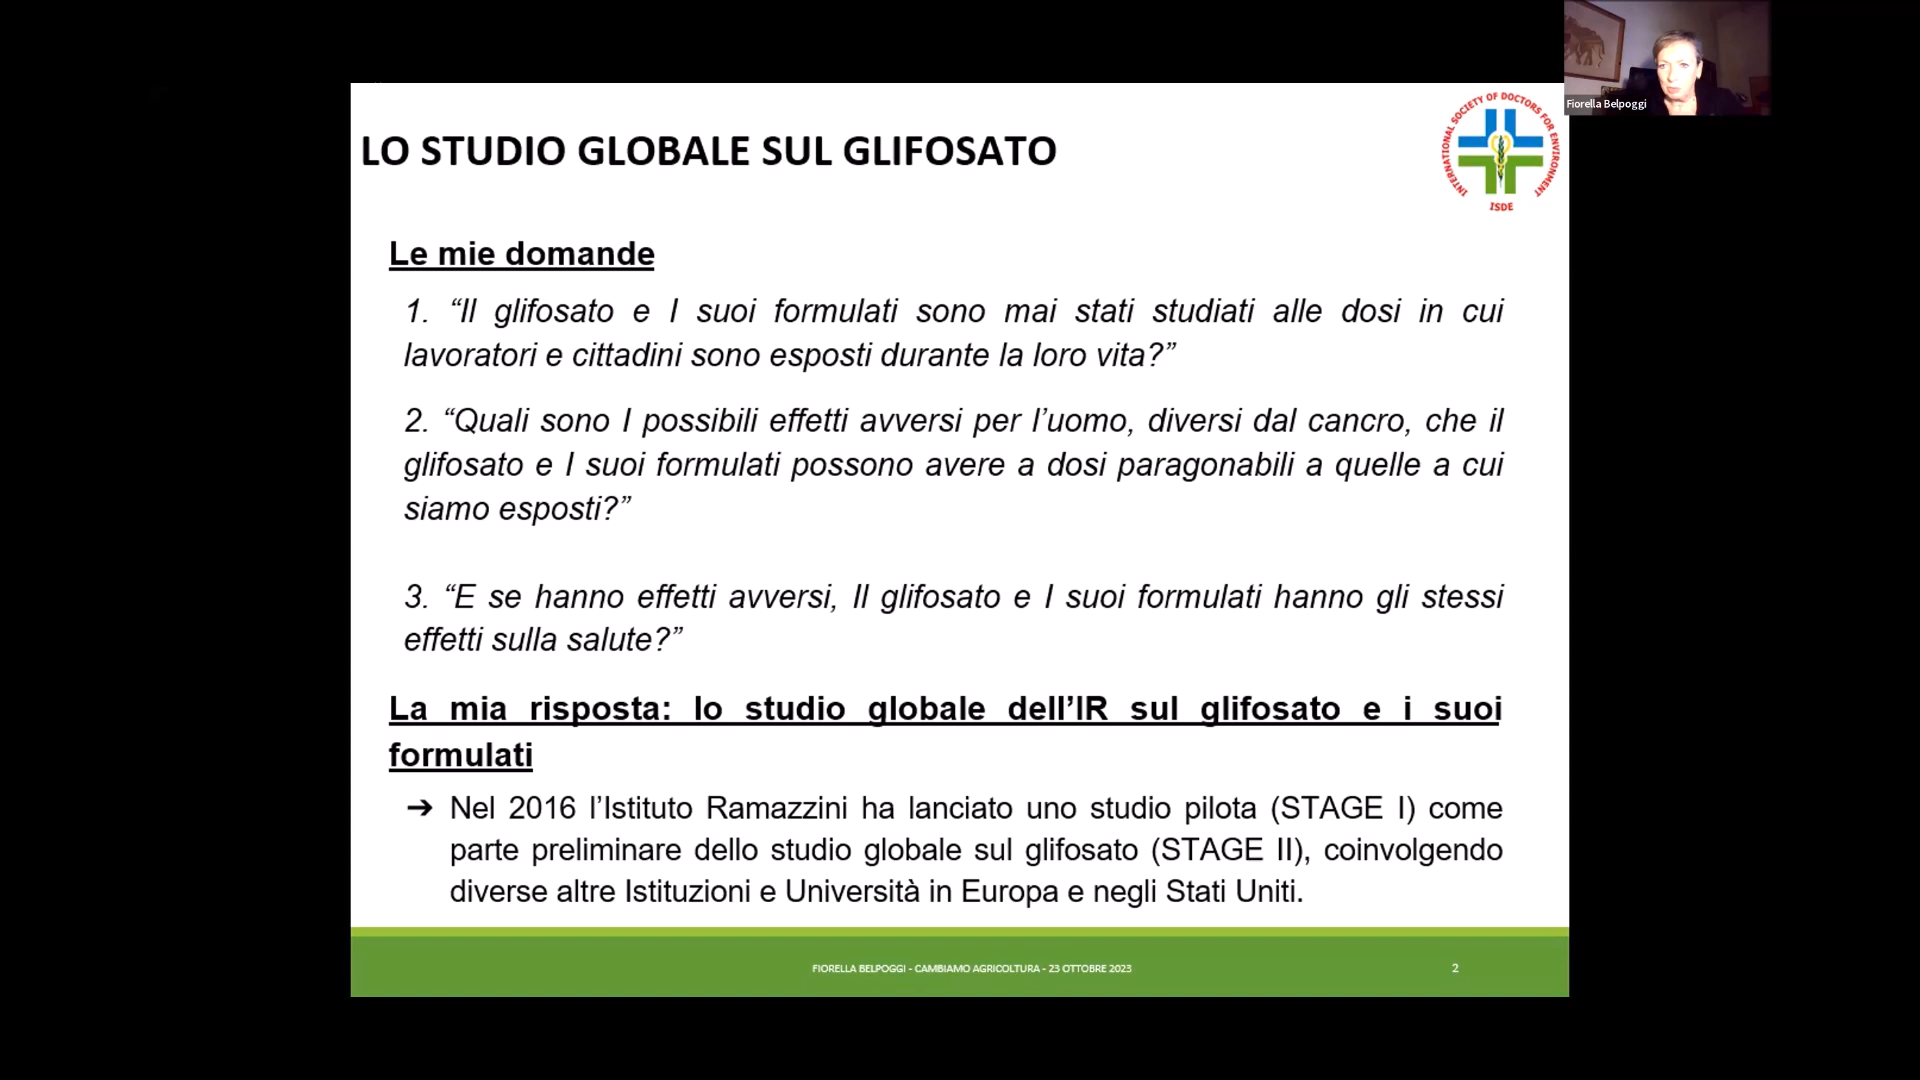 Fiorella Belpoggi
LO STUDIO GLOBALE SUL GLIFOSATO
INTERNATIONAL SOCIETY OF DOCTORS FOR ENVIRONMENT
ISDE
Le mie domande
1. “Il glifosato e I suoi formulati sono mai stati studiati alle dosi in cui
lavoratori e cittadini sono esposti durante la loro vita?”
2. “Quali sono I possibili effetti avversi per l’uomo, diversi dal cancro, che il
glifosato e I suoi formulati possono avere a dosi paragonabili a quelle a cui
siamo esposti?”
3. “E se hanno effetti avversi, Il glifosato e I suoi formulati hanno gli stessi
effetti sulla salute?”
La mia risposta: lo studio globale dell’IR sul glifosato e i suoi
formulati
➔ Nel 2016 l’Istituto Ramazzini ha lanciato uno studio pilota (STAGE I) come
parte preliminare dello studio globale sul glifosato (STAGE II), coinvolgendo
diverse altre Istituzioni e Università in Europa e negli Stati Uniti.
FIORELLA BELPOGGI - CAMBIAMO AGRICOLTURA - 23 OTTOBRE 2023
2